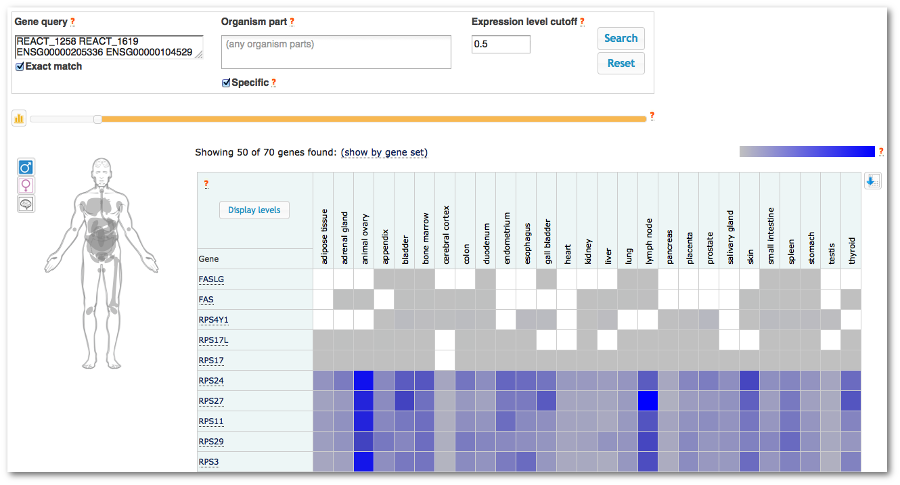 Gene query ?
Organism part ?
Expression level cutoff ?
REACT_1258 REACT_1619
ENSG00000205336 ENSG00000104529
(any organism parts)
0.5
Search
Reset
Exact match
Specific ?
?
Showing 50 of 70 genes found: (show by gene set)
?
?
Display levels
Gene
adipose tissue
adrenal gland
animal ovary
appendix
bladder
bone marrow
cerebral cortex
colon
duodenum
endometrium
esophagus
gall bladder
heart
kidney
liver
lung
lymph node
pancreas
placenta
prostate
salivary gland
skin
small intestine
spleen
stomach
testis
thyroid
FASLG
FAS
RPS4Y1
RPS17L
RPS17
RPS24
RPS27
RPS11
RPS29
RPS3